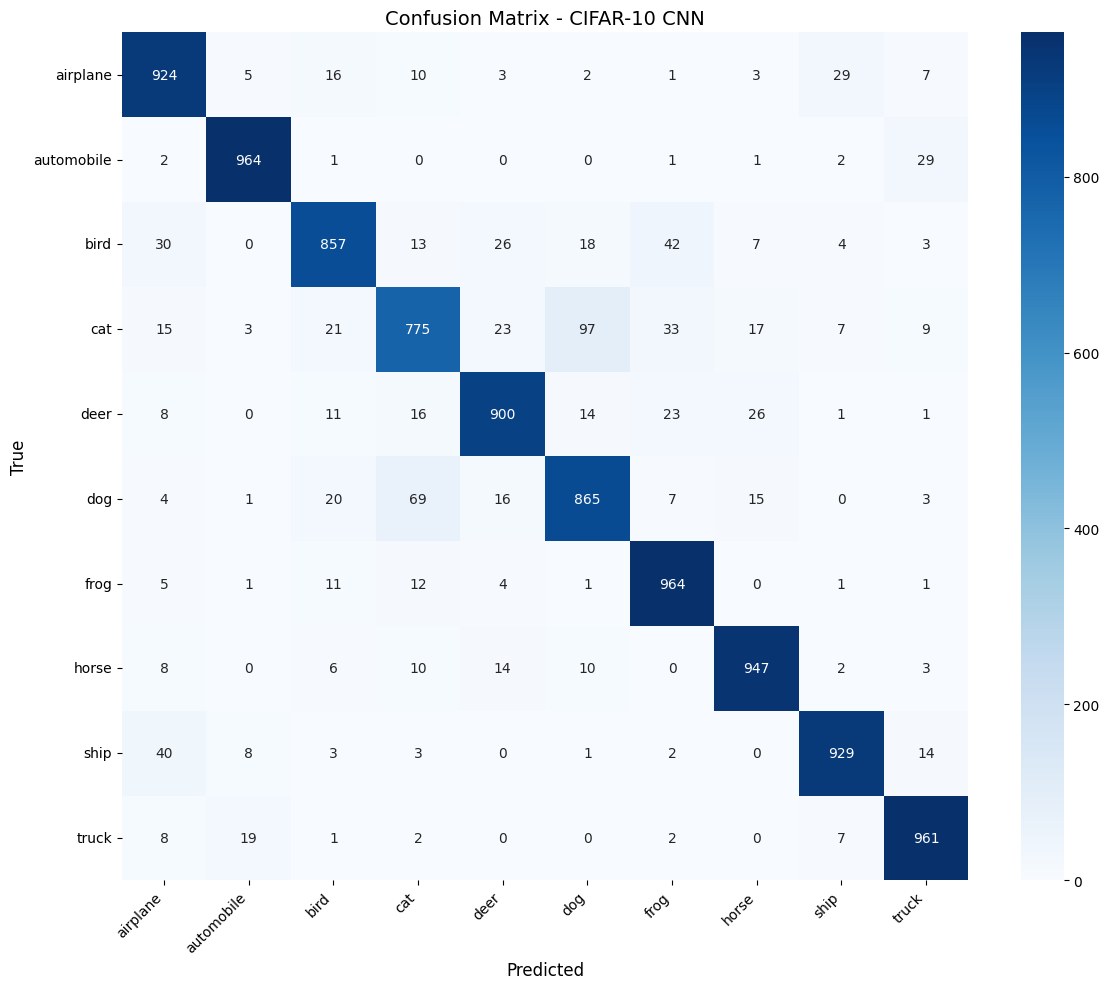 Confusion Matrix - CIFAR-10 CNN
True
airplane 924 5 16 10 3 2 1 3 29 7
automobile 2 964 1 0 0 0 1 1 2 29
bird 30 0 857 13 26 18 42 7 4 3
cat 15 3 21 775 23 97 33 17 7 9
deer 8 0 11 16 900 14 23 26 1 1
dog 4 1 20 69 16 865 7 15 0 3
frog 5 1 11 12 4 1 964 0 1 1
horse 8 0 6 10 14 10 0 947 2 3
ship 40 8 3 3 0 1 2 0 929 14
truck 8 19 1 2 0 0 2 0 7 961
airplane automobile bird cat deer dog frog horse ship truck
Predicted
800
600
400
200
0